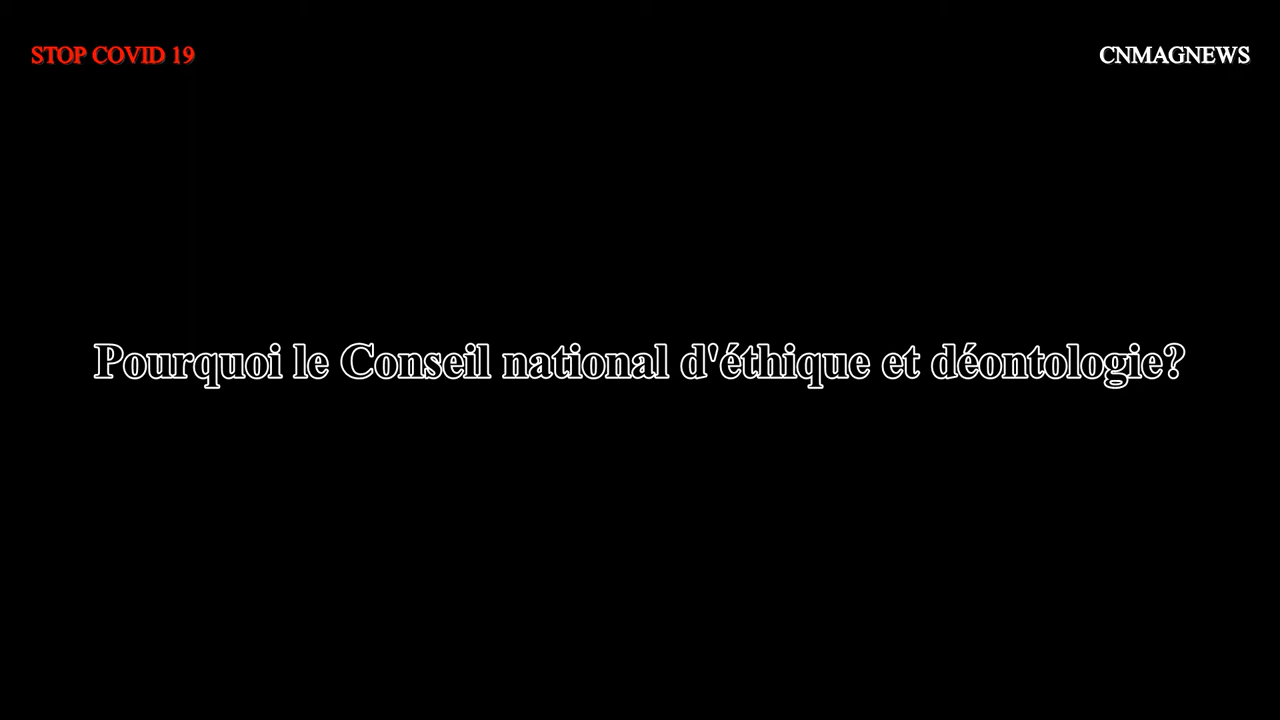 STOP COVID 19
CNMAGNEWS
Pourquoi le Conseil national d'éthique et déontologie?